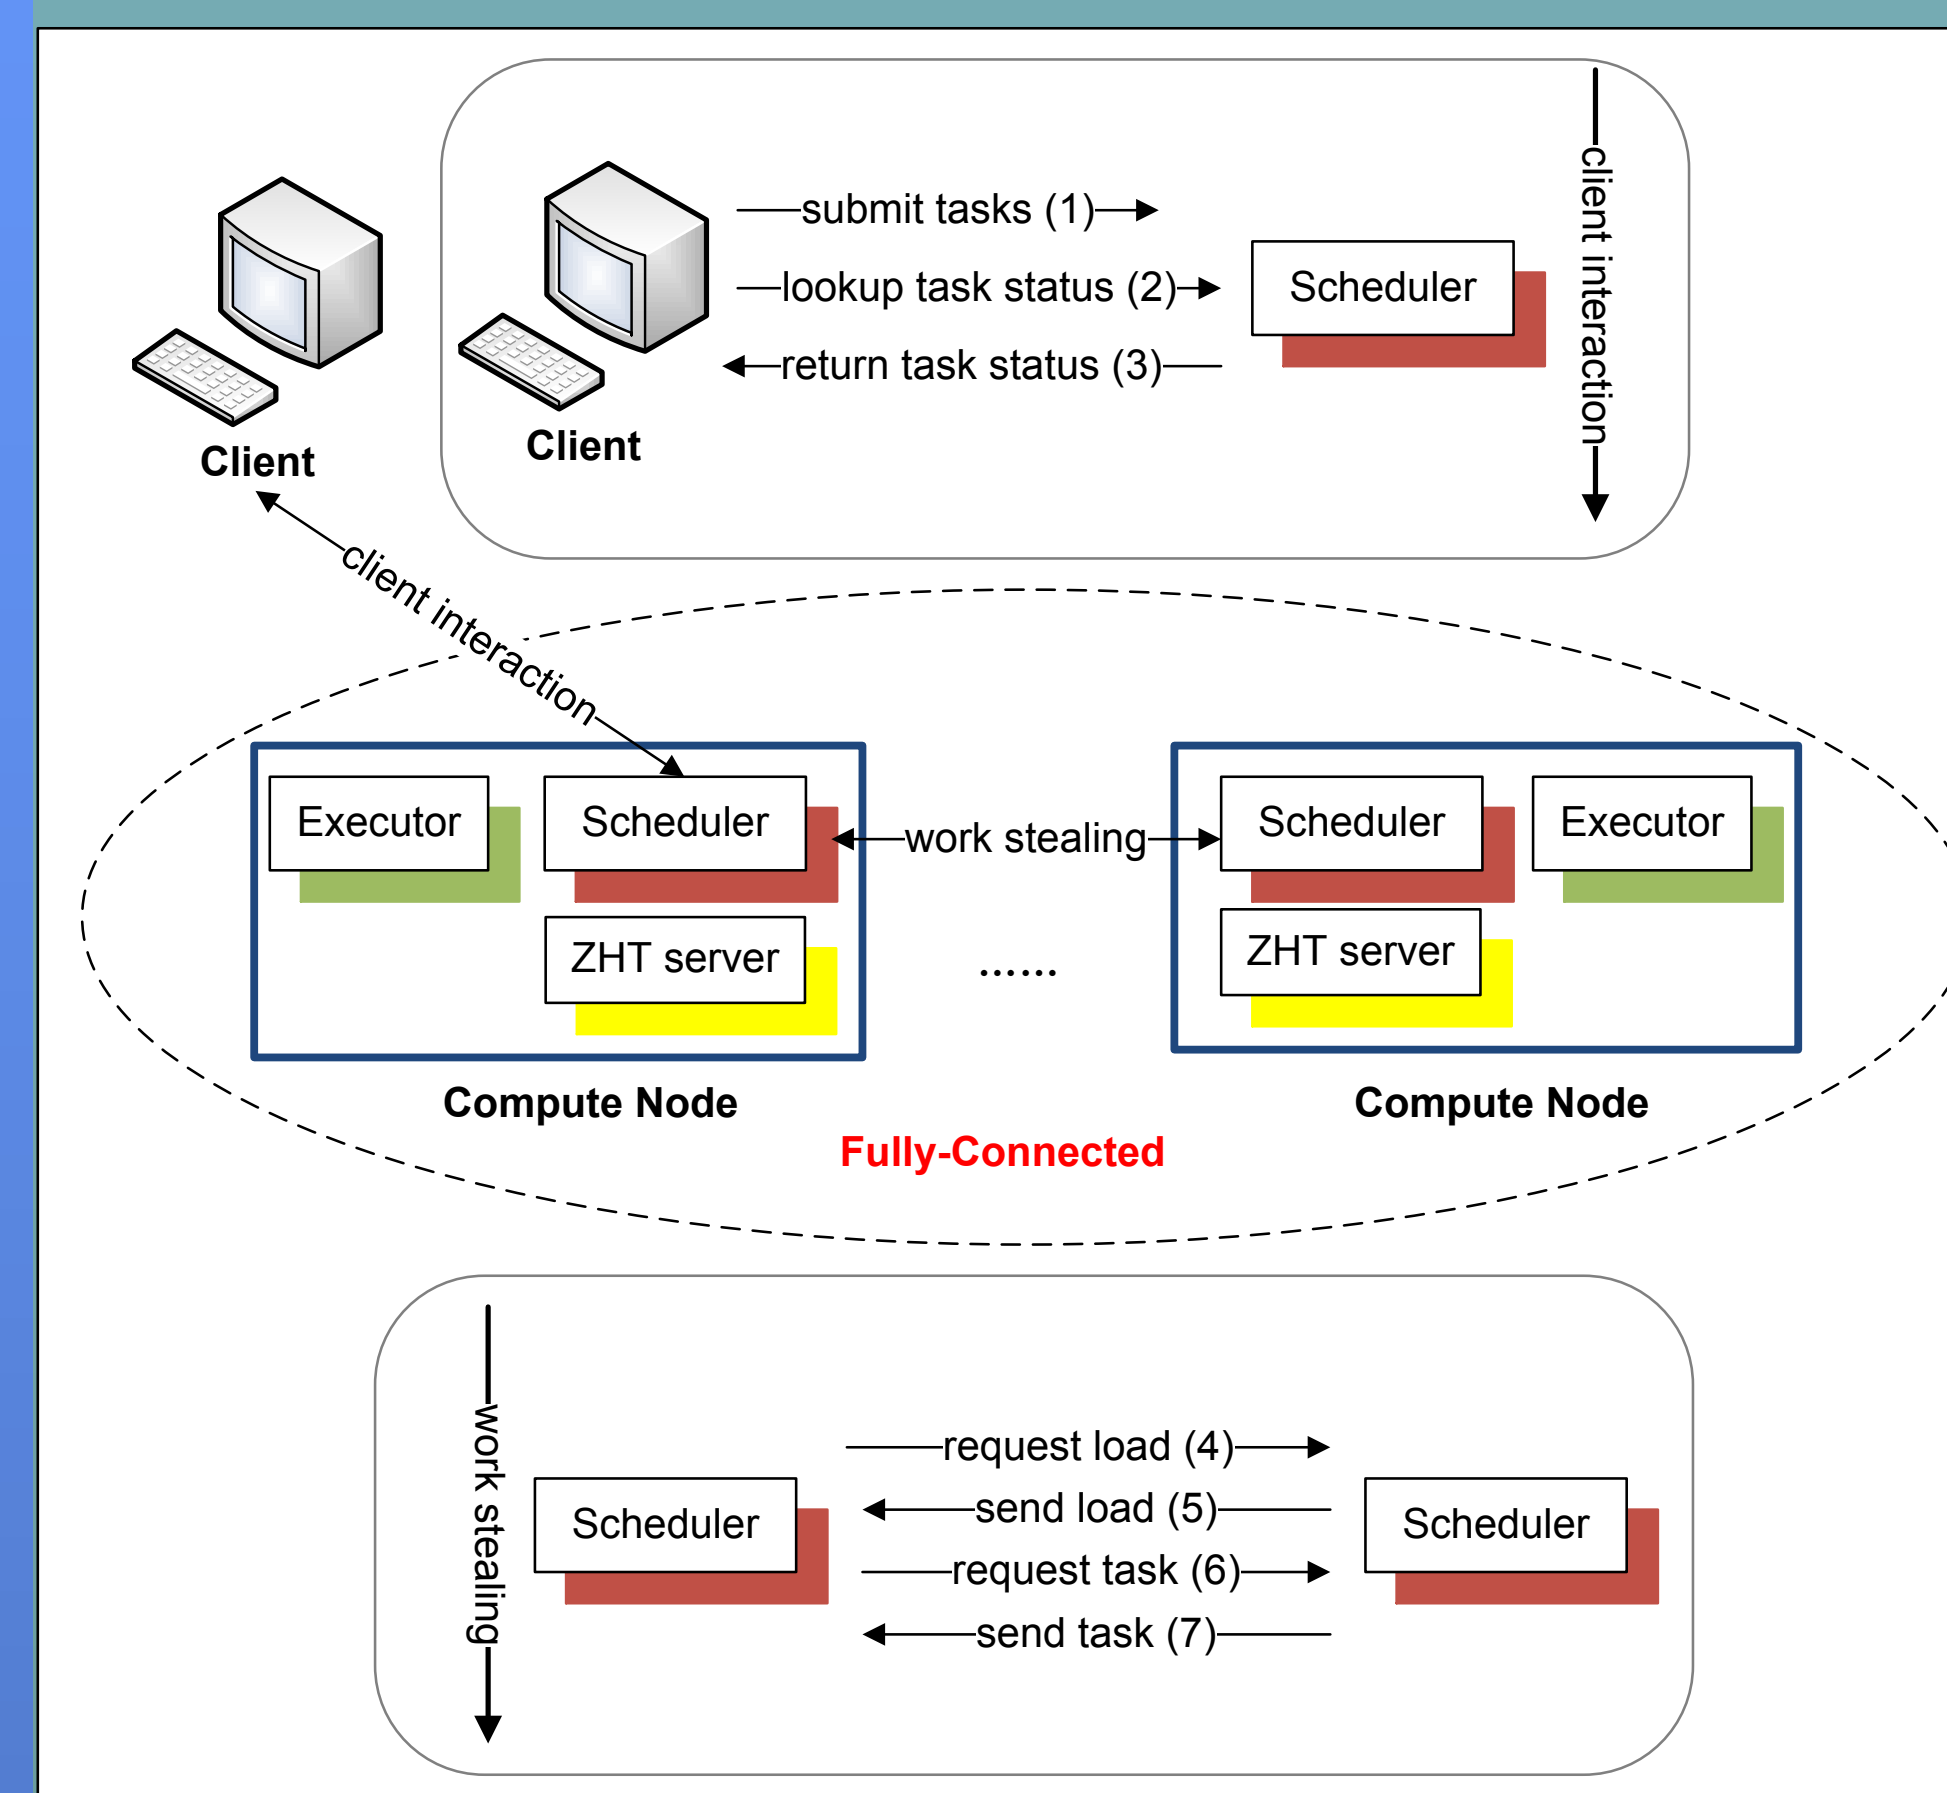 submit tasks (1)
lookup task status (2)
return task status (3)
Scheduler
client interaction
Client
Client
client interaction
Executor
Scheduler
ZHT server
work stealing
......
Scheduler
Executor
ZHT server
Compute Node
Compute Node
Fully-Connected
work stealing
Scheduler
request load (4)
send load (5)
request task (6)
send task (7)
Scheduler